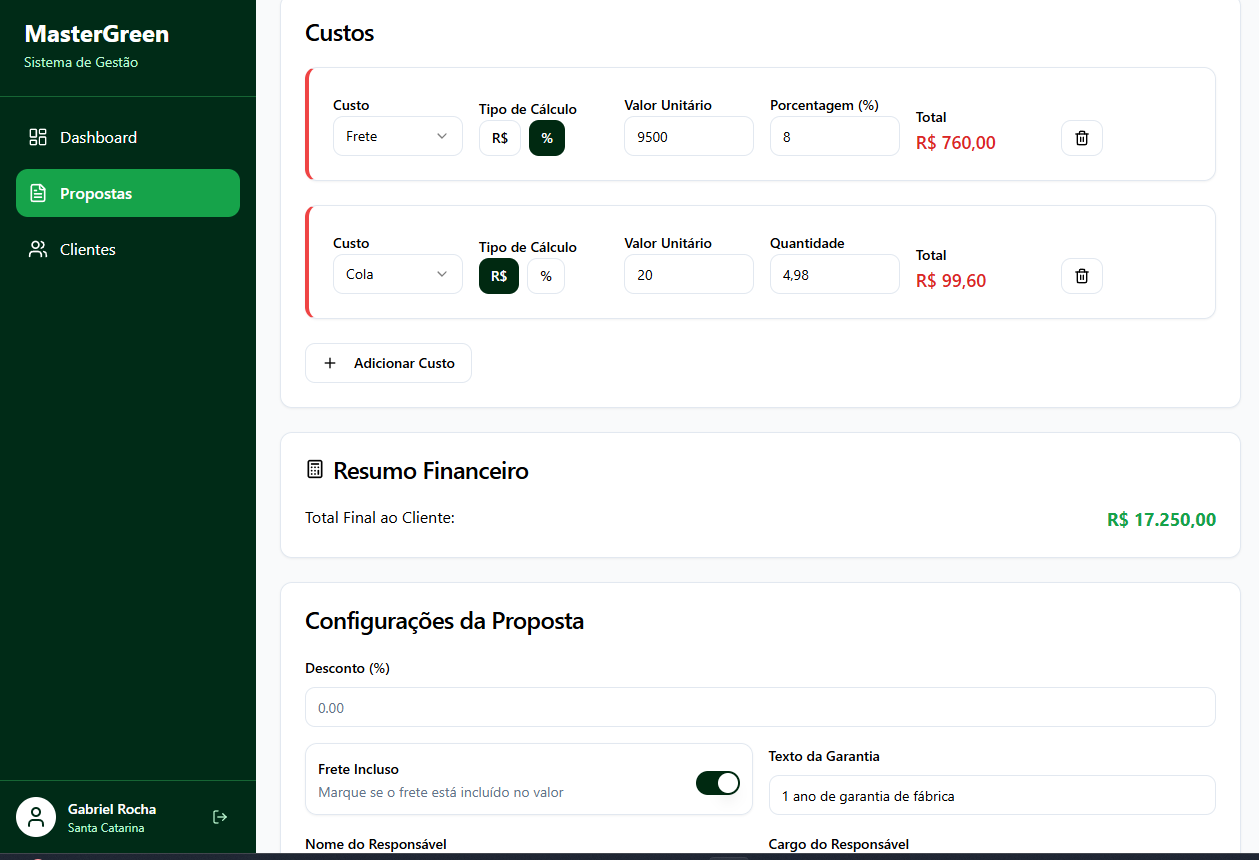 MasterGreen
Sistema de Gestão
Dashboard
Propostas
Clientes
Gabriel Rocha
Santa Catarina
Custos
Custo
Tipo de Cálculo
Valor Unitário
Porcentagem (%)
Total
Frete
R$
%
9500
8
R$ 760,00
Custo
Tipo de Cálculo
Valor Unitário
Quantidade
Total
Cola
R$
%
20
4,98
R$ 99,60
Adicionar Custo
Resumo Financeiro
Total Final ao Cliente:
R$ 17.250,00
Configurações da Proposta
Desconto (%)
0.00
Frete Incluso
Marque se o frete está incluído no valor
Texto da Garantia
1 ano de garantia de fábrica
Nome do Responsável
Cargo do Responsável